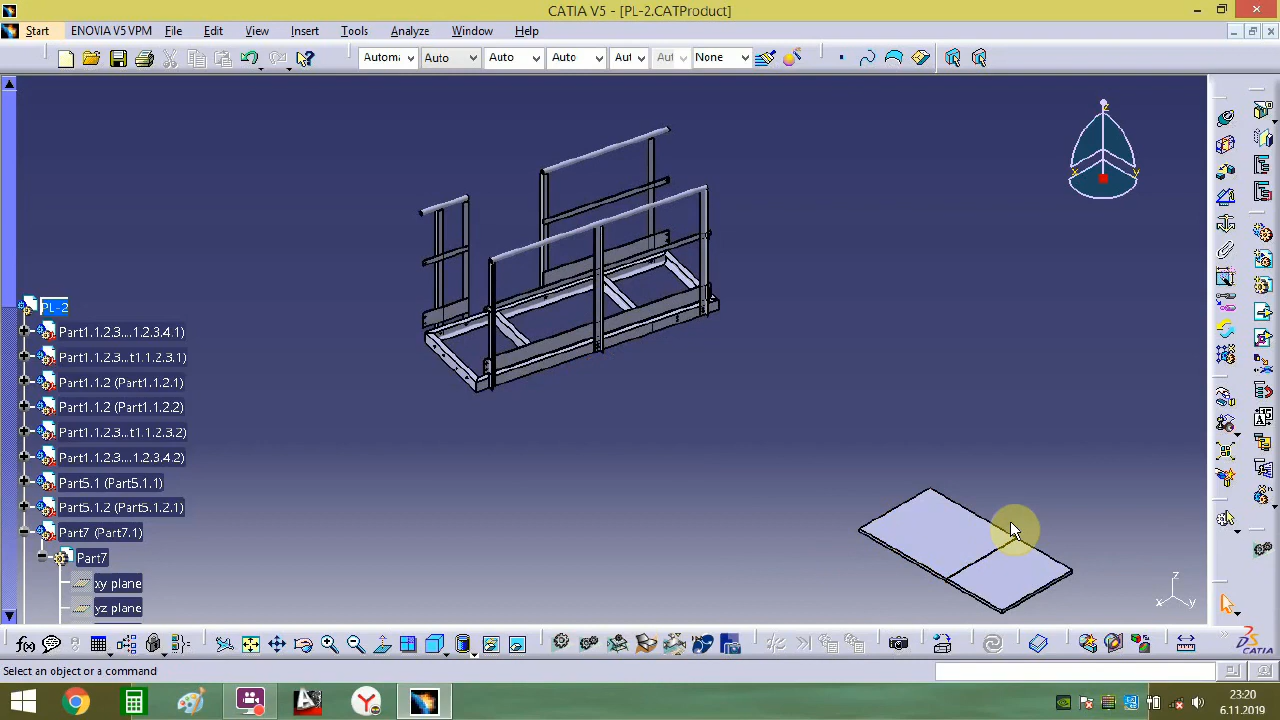 CATIA V5 - [PL-2.CATProduct]
Start ENOVIA V5 VPM File Edit View Insert Tools Analyze Window Help
Automa Auto Auto Auto Aut Aut None
z
x y
PL-2
Part1.1.2.3....1.2.3.4.1)
Part1.1.2.3...t1.1.2.3.1)
Part1.1.2 (Part1.1.2.1)
Part1.1.2 (Part1.1.2.2)
Part1.1.2.3...t1.1.2.3.2)
Part1.1.2.3....1.2.3.4.2)
Part5.1 (Part5.1.1)
Part5.1.2 (Part5.1.2.1)
Part7 (Part7.1)
Part7
xy plane
yz plane
z
x y
CATIA
Select an object or a command
23:20
6.11.2019